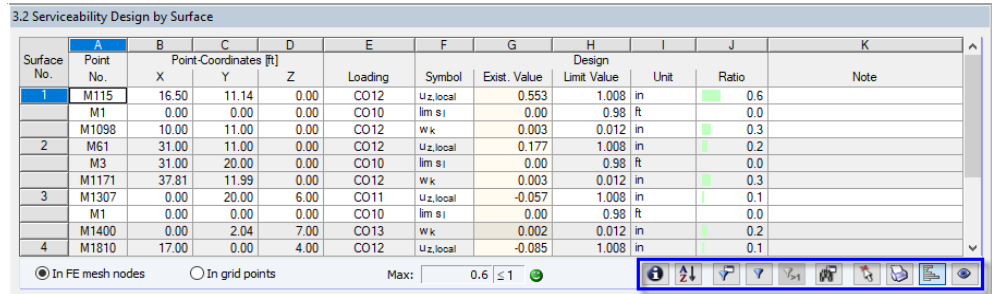 3.2 Serviceability Design by Surface
A B C D E F G H I J K
Surface Point Point-Coordinates [ft] Design
No. No. X Y Z Loading Symbol Exist. Value Limit Value Unit Ratio Note
1 M115 16.50 11.14 0.00 CO12 uz,local 0.553 1.008 in 0.6
M1 0.00 0.00 0.00 CO10 lim sl 0.00 0.98 ft 0.0
M1098 10.00 11.00 0.00 CO12 wk 0.003 0.012 in 0.3
2 M61 31.00 11.00 0.00 CO12 uz,local 0.177 1.008 in 0.2
M3 31.00 20.00 0.00 CO10 lim sl 0.00 0.98 ft 0.0
M1171 37.81 11.99 0.00 CO12 wk 0.003 0.012 in 0.3
3 M1307 0.00 20.00 6.00 CO11 uz,local -0.057 1.008 in 0.1
M1 0.00 0.00 0.00 CO10 lim sl 0.00 0.98 ft 0.0
M1400 0.00 2.04 7.00 CO13 wk 0.002 0.012 in 0.2
4 M1810 17.00 0.00 4.00 CO12 uz,local -0.085 1.008 in 0.1
In FE mesh nodes In grid points Max: 0.6 ≤ 1